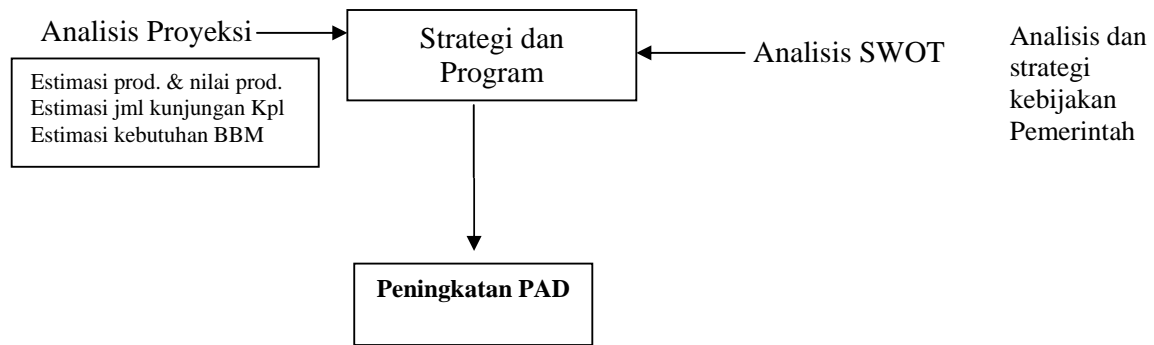 Analisis Proyeksi
Estimasi prod. & nilai prod.
Estimasi jml kunjungan Kpl
Estimasi kebutuhan BBM
Strategi dan
Program
Analisis SWOT
Analisis dan
strategi
kebijakan
Pemerintah
Peningkatan PAD